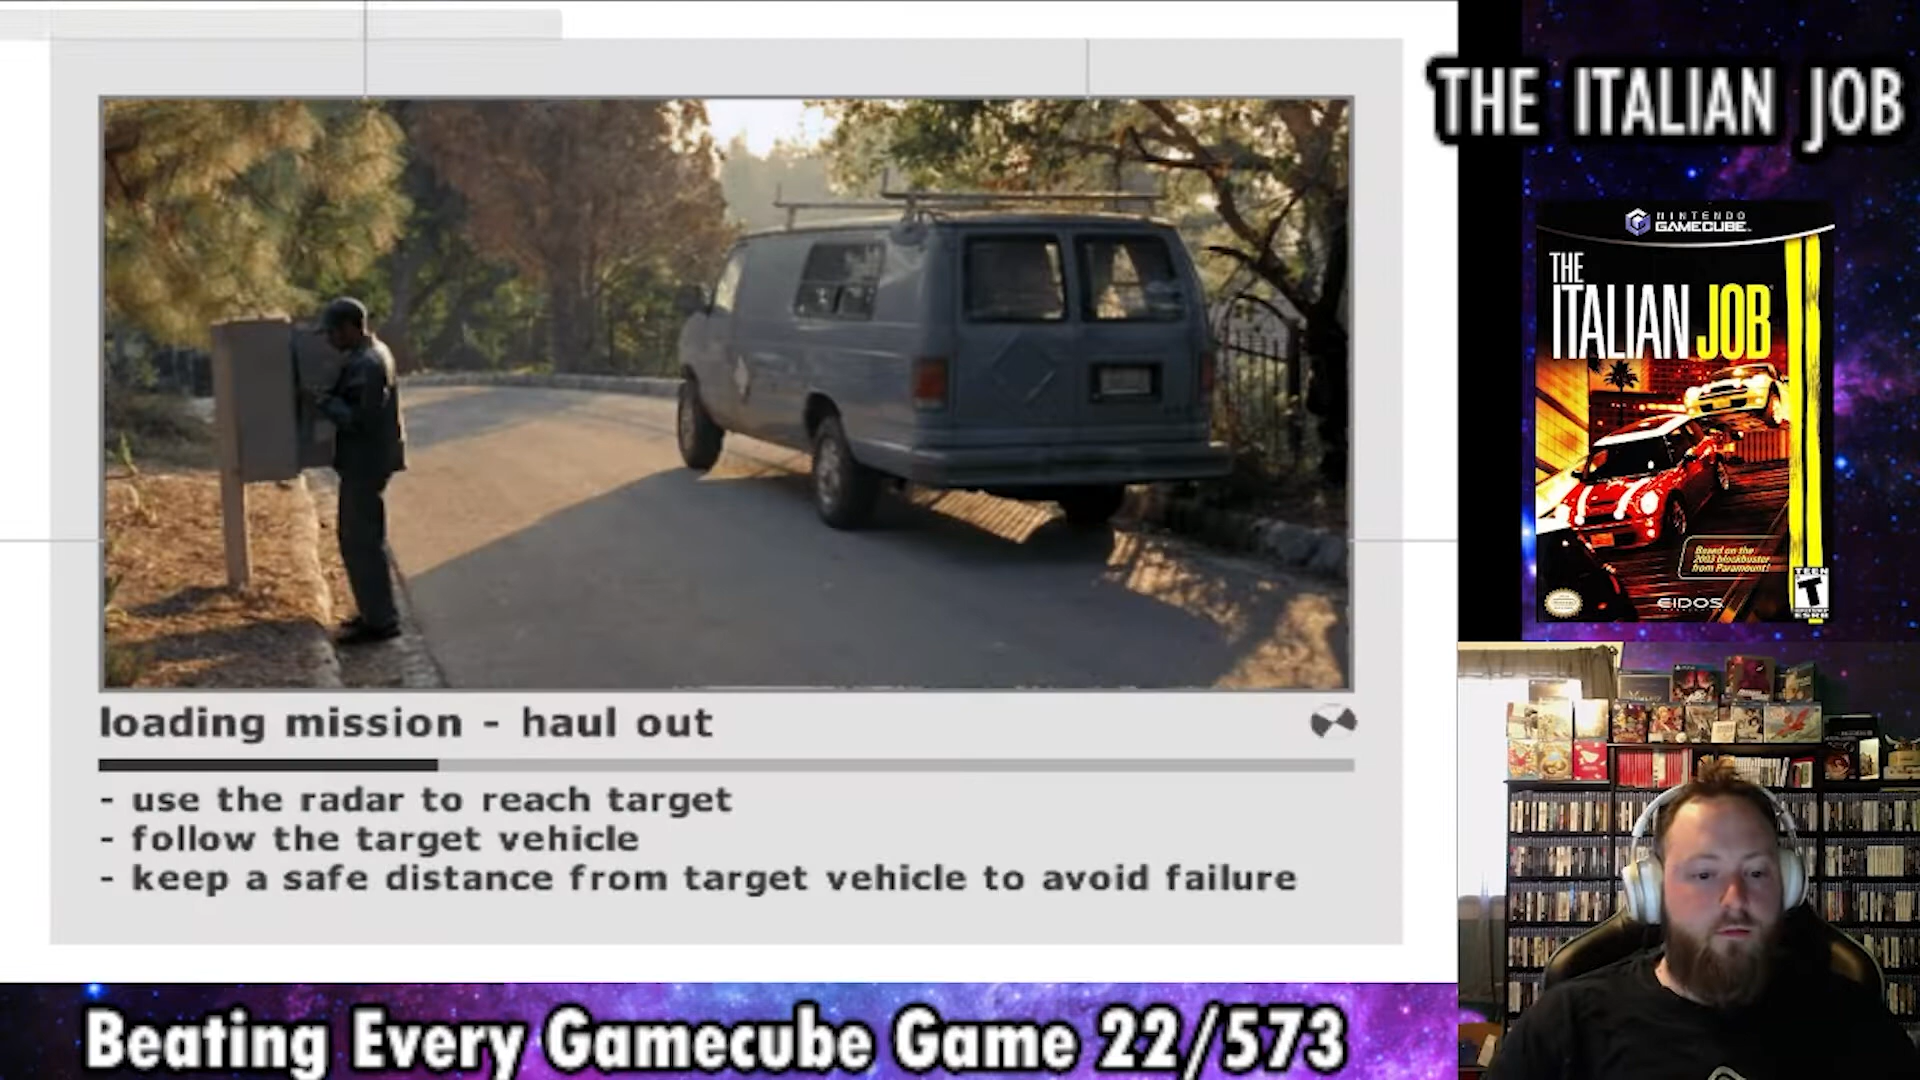 THE ITALIAN JOB
NINTENDO
GAMECUBE
THE
ITALIAN JOB
Based on the
2003 blockbuster
from Paramount!
EIDOS
TEEN
T
ESRB
loading mission - haul out
- use the radar to reach target
- follow the target vehicle
- keep a safe distance from target vehicle to avoid failure
Beating Every Gamecube Game 22/573